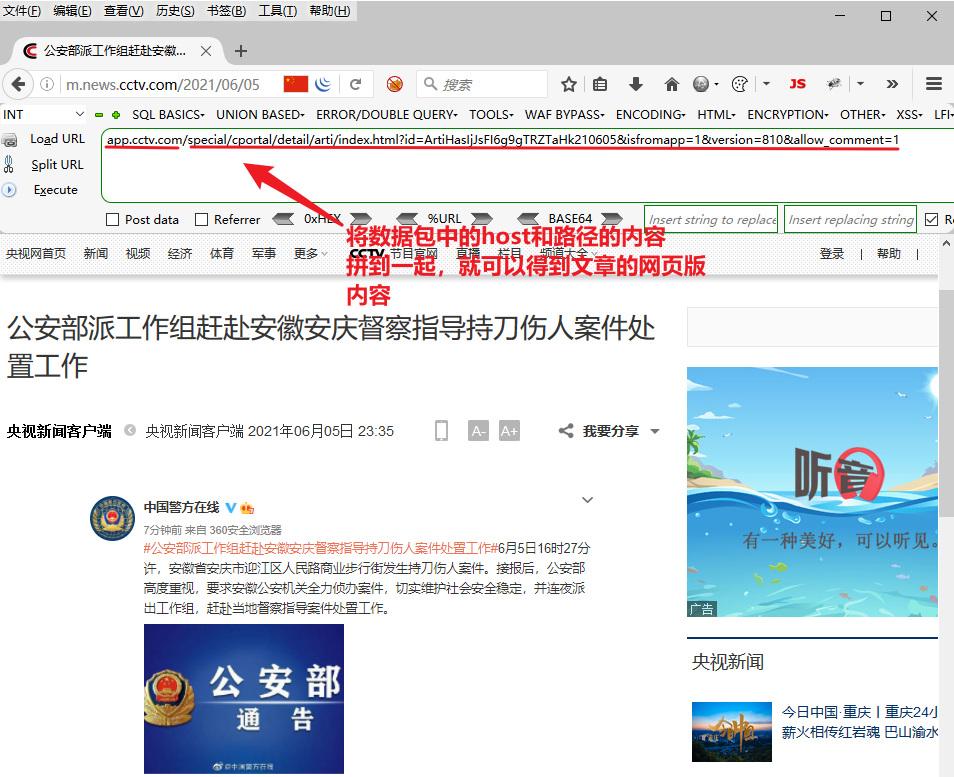 文件(F) 编辑(E) 查看(V) 历史(S) 书签(B) 工具(T) 帮助(H)
公安部派工作组赶赴安徽...
m.news.cctv.com/2021/06/05
搜索
JS
INT
SQL BASICS UNION BASED ERROR/DOUBLE QUERY TOOLS WAF BYPASS ENCODING HTML ENCRYPTION OTHER XSS LFI
Load URL
Split URL
Execute
app.cctv.com/special/cportal/detail/arti/index.html?id=ArtiHasIjJsFI6g9gTRZTaHk210605&isfromapp=1&version=810&allow_comment=1
Post data Referrer 0xHEX %URL BASE64 Insert string to replace Insert replacing string
将数据包中的host和路径的内容
拼到一起，就可以得到文章的网页版
内容
央视网首页 新闻 视频 经济 体育 军事 更多 CCTV 节目官网 直播 栏目 频道大全 登录 | 帮助 |
公安部派工作组赶赴安徽安庆督察指导持刀伤人案件处
置工作
央视新闻客户端 央视新闻客户端 2021年06月05日 23:35 A- A+ 我要分享
中国警方在线
7分钟前 来自 360安全浏览器
#公安部派工作组赶赴安徽安庆督察指导持刀伤人案件处置工作#6月5日16时27分
许，安徽省安庆市迎江区人民路商业步行街发生持刀伤人案件。接报后，公安部
高度重视，要求安徽公安机关全力侦办案件，切实维护社会安全稳定，并连夜派
出工作组，赶赴当地督察指导案件处置工作。
公安部
通告
@中国警方在线
听音
有一种美好，可以听见。
广告
央视新闻
今日中国
今日中国·重庆丨重庆24小
薪火相传红岩魂 巴山渝水